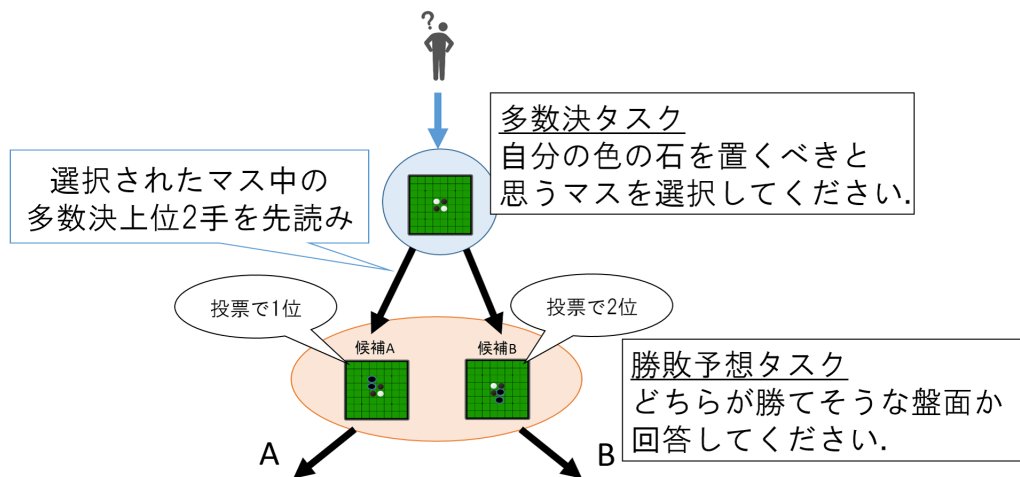 ?
多数決タスク
自分の色の石を置くべきと
思うマスを選択してください.
選択されたマス中の
多数決上位2手を先読み
投票で1位
投票で2位
候補A
候補B
勝敗予想タスク
どちらが勝てそうな盤面か
回答してください.
A
B